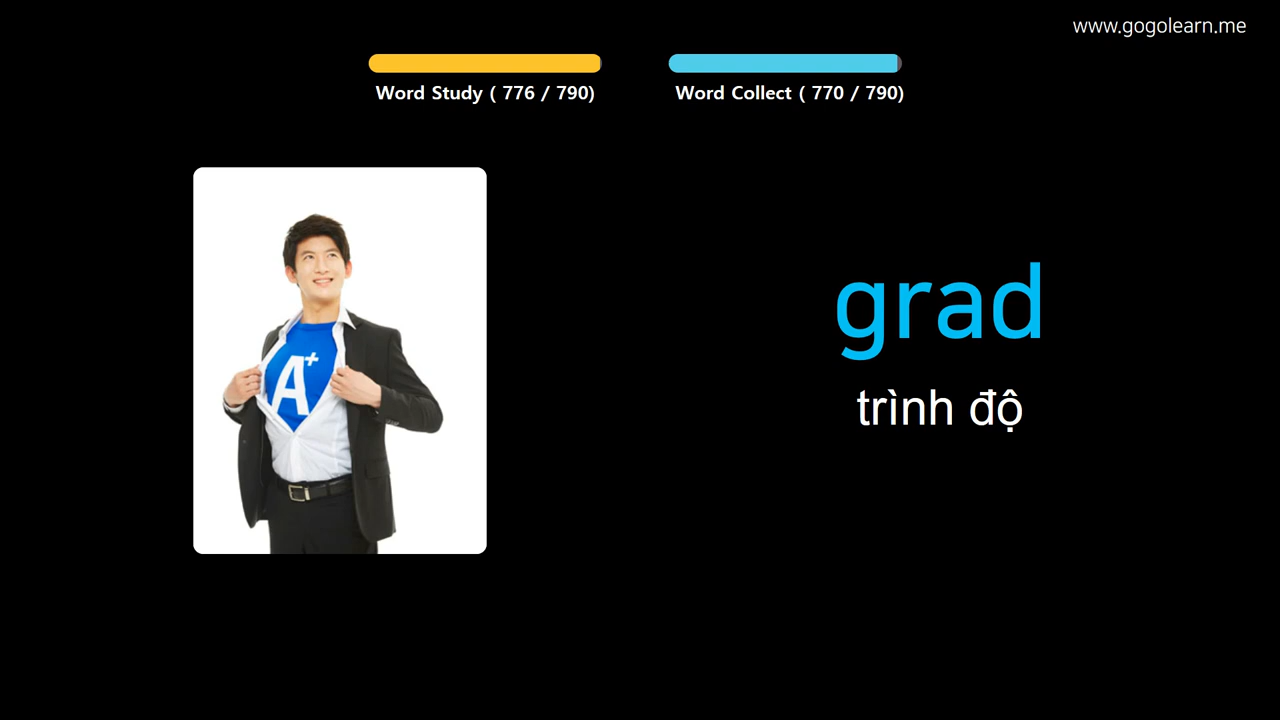 www.gogolearn.me
Word Study ( 776 / 790)
Word Collect ( 770 / 790)
A+
grad
trình độ